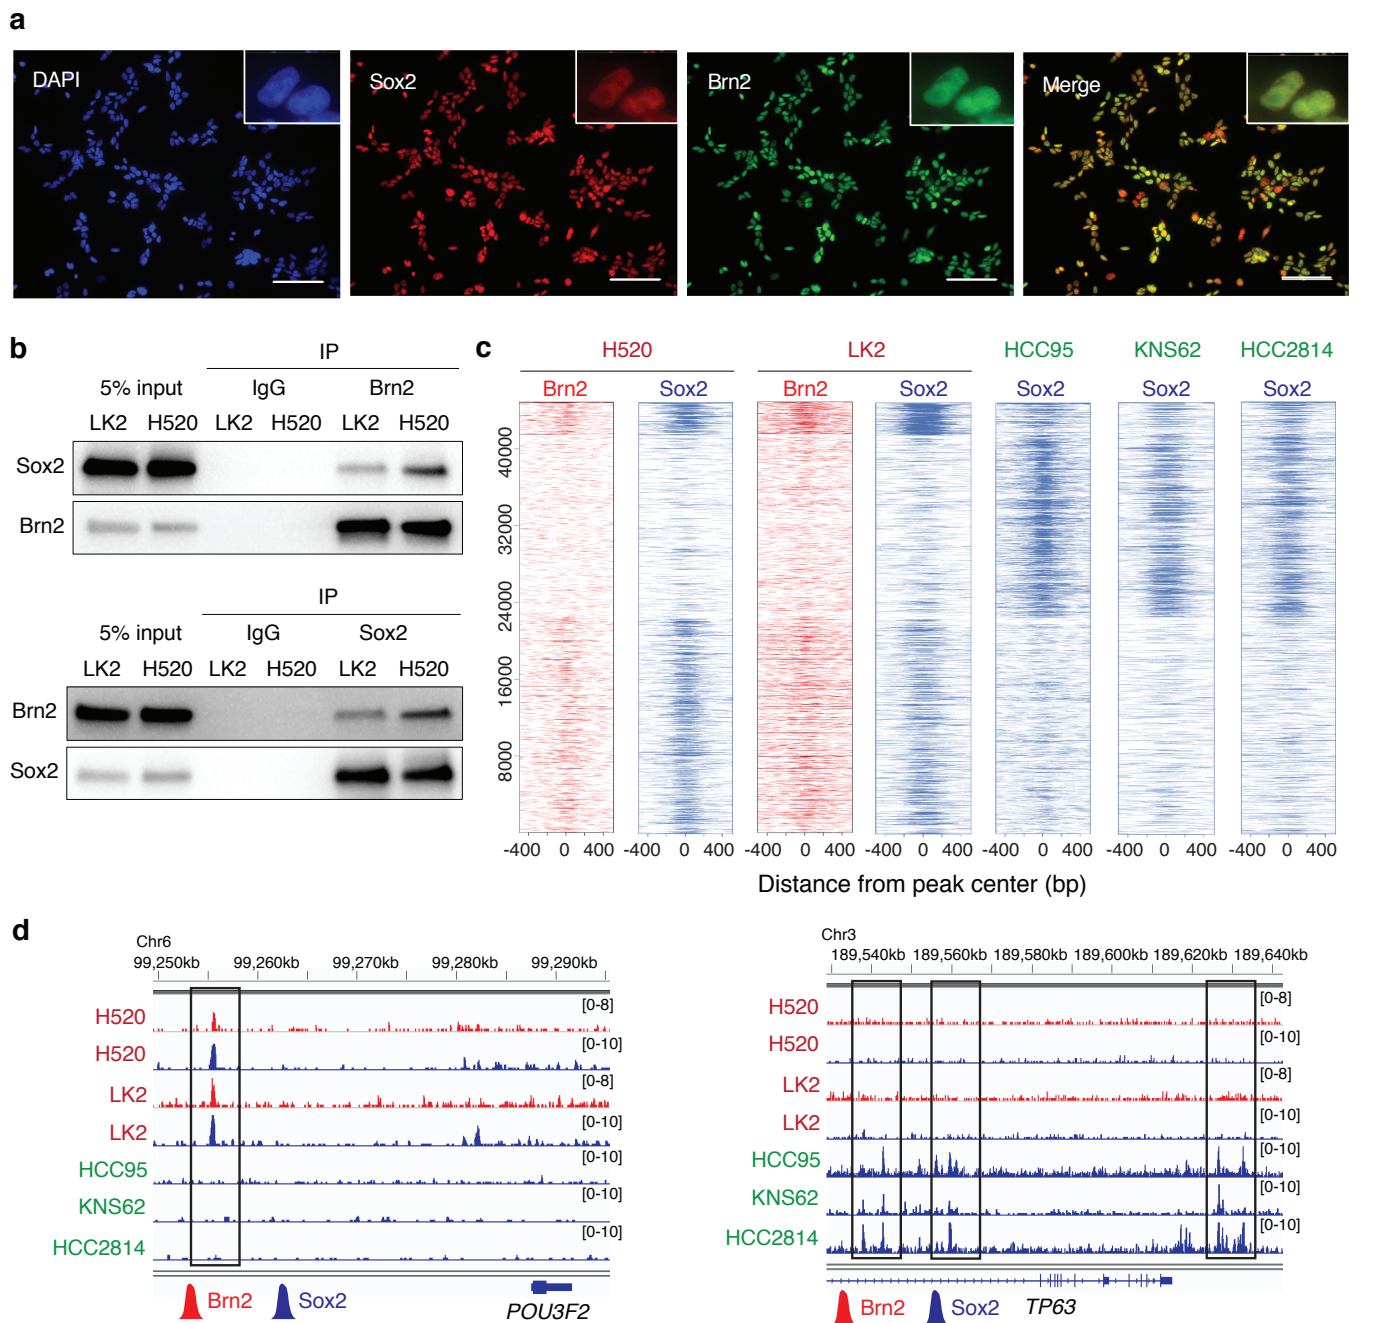 a
DAPI
Sox2
Brn2
Merge
b
IP
5% input IgG Brn2
LK2 H520 LK2 H520 LK2 H520
Sox2
Brn2
IP
5% input IgG Sox2
LK2 H520 LK2 H520 LK2 H520
Brn2
Sox2
c
H520 LK2 HCC95 KNS62 HCC2814
Brn2 Sox2 Brn2 Sox2 Sox2 Sox2 Sox2
40000
32000
24000
16000
8000
-400 0 400 -400 0 400 -400 0 400 -400 0 400 -400 0 400 -400 0 400 -400 0 400
Distance from peak center (bp)
d
Chr6
99,250kb 99,260kb 99,270kb 99,280kb 99,290kb
H520 [0-8]
H520 [0-10]
LK2 [0-8]
LK2 [0-10]
HCC95 [0-10]
KNS62 [0-10]
HCC2814 [0-10]
Brn2 Sox2 POU3F2
Chr3
189,540kb 189,560kb 189,580kb 189,600kb 189,620kb 189,640kb
H520 [0-8]
H520 [0-10]
LK2 [0-8]
LK2 [0-10]
HCC95 [0-10]
KNS62 [0-10]
HCC2814 [0-10]
Brn2 Sox2 TP63